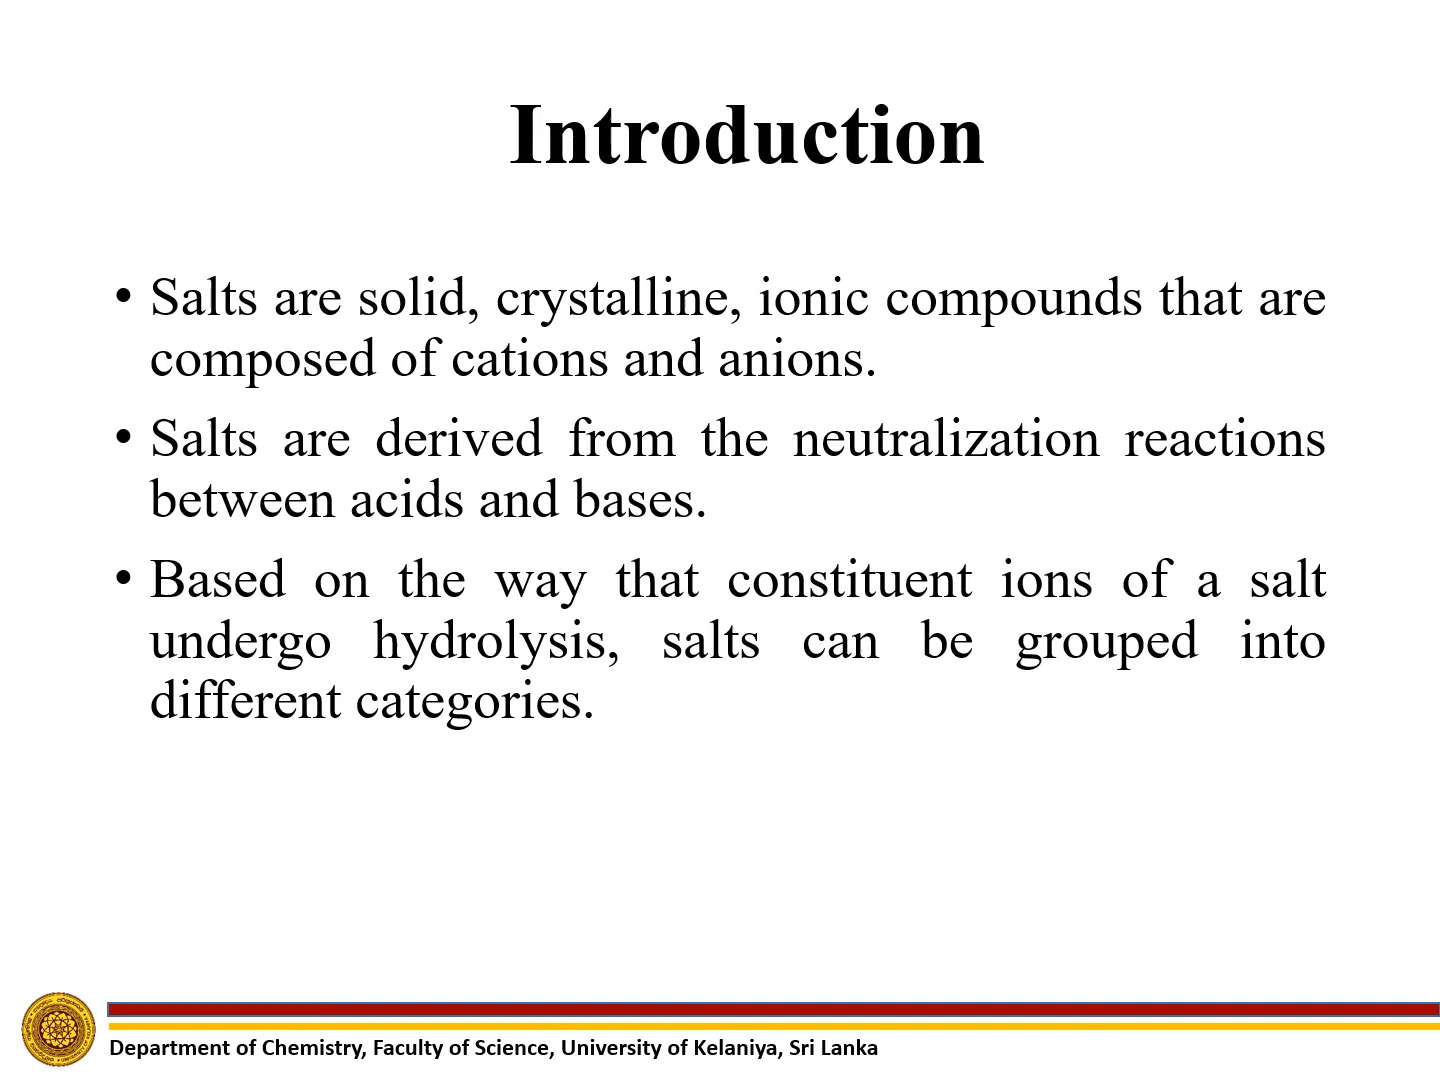 Introduction
• Salts are solid, crystalline, ionic compounds that are
composed of cations and anions.
• Salts are derived from the neutralization reactions
between acids and bases.
• Based on the way that constituent ions of a salt
undergo hydrolysis, salts can be grouped into
different categories.
Department of Chemistry, Faculty of Science, University of Kelaniya, Sri Lanka